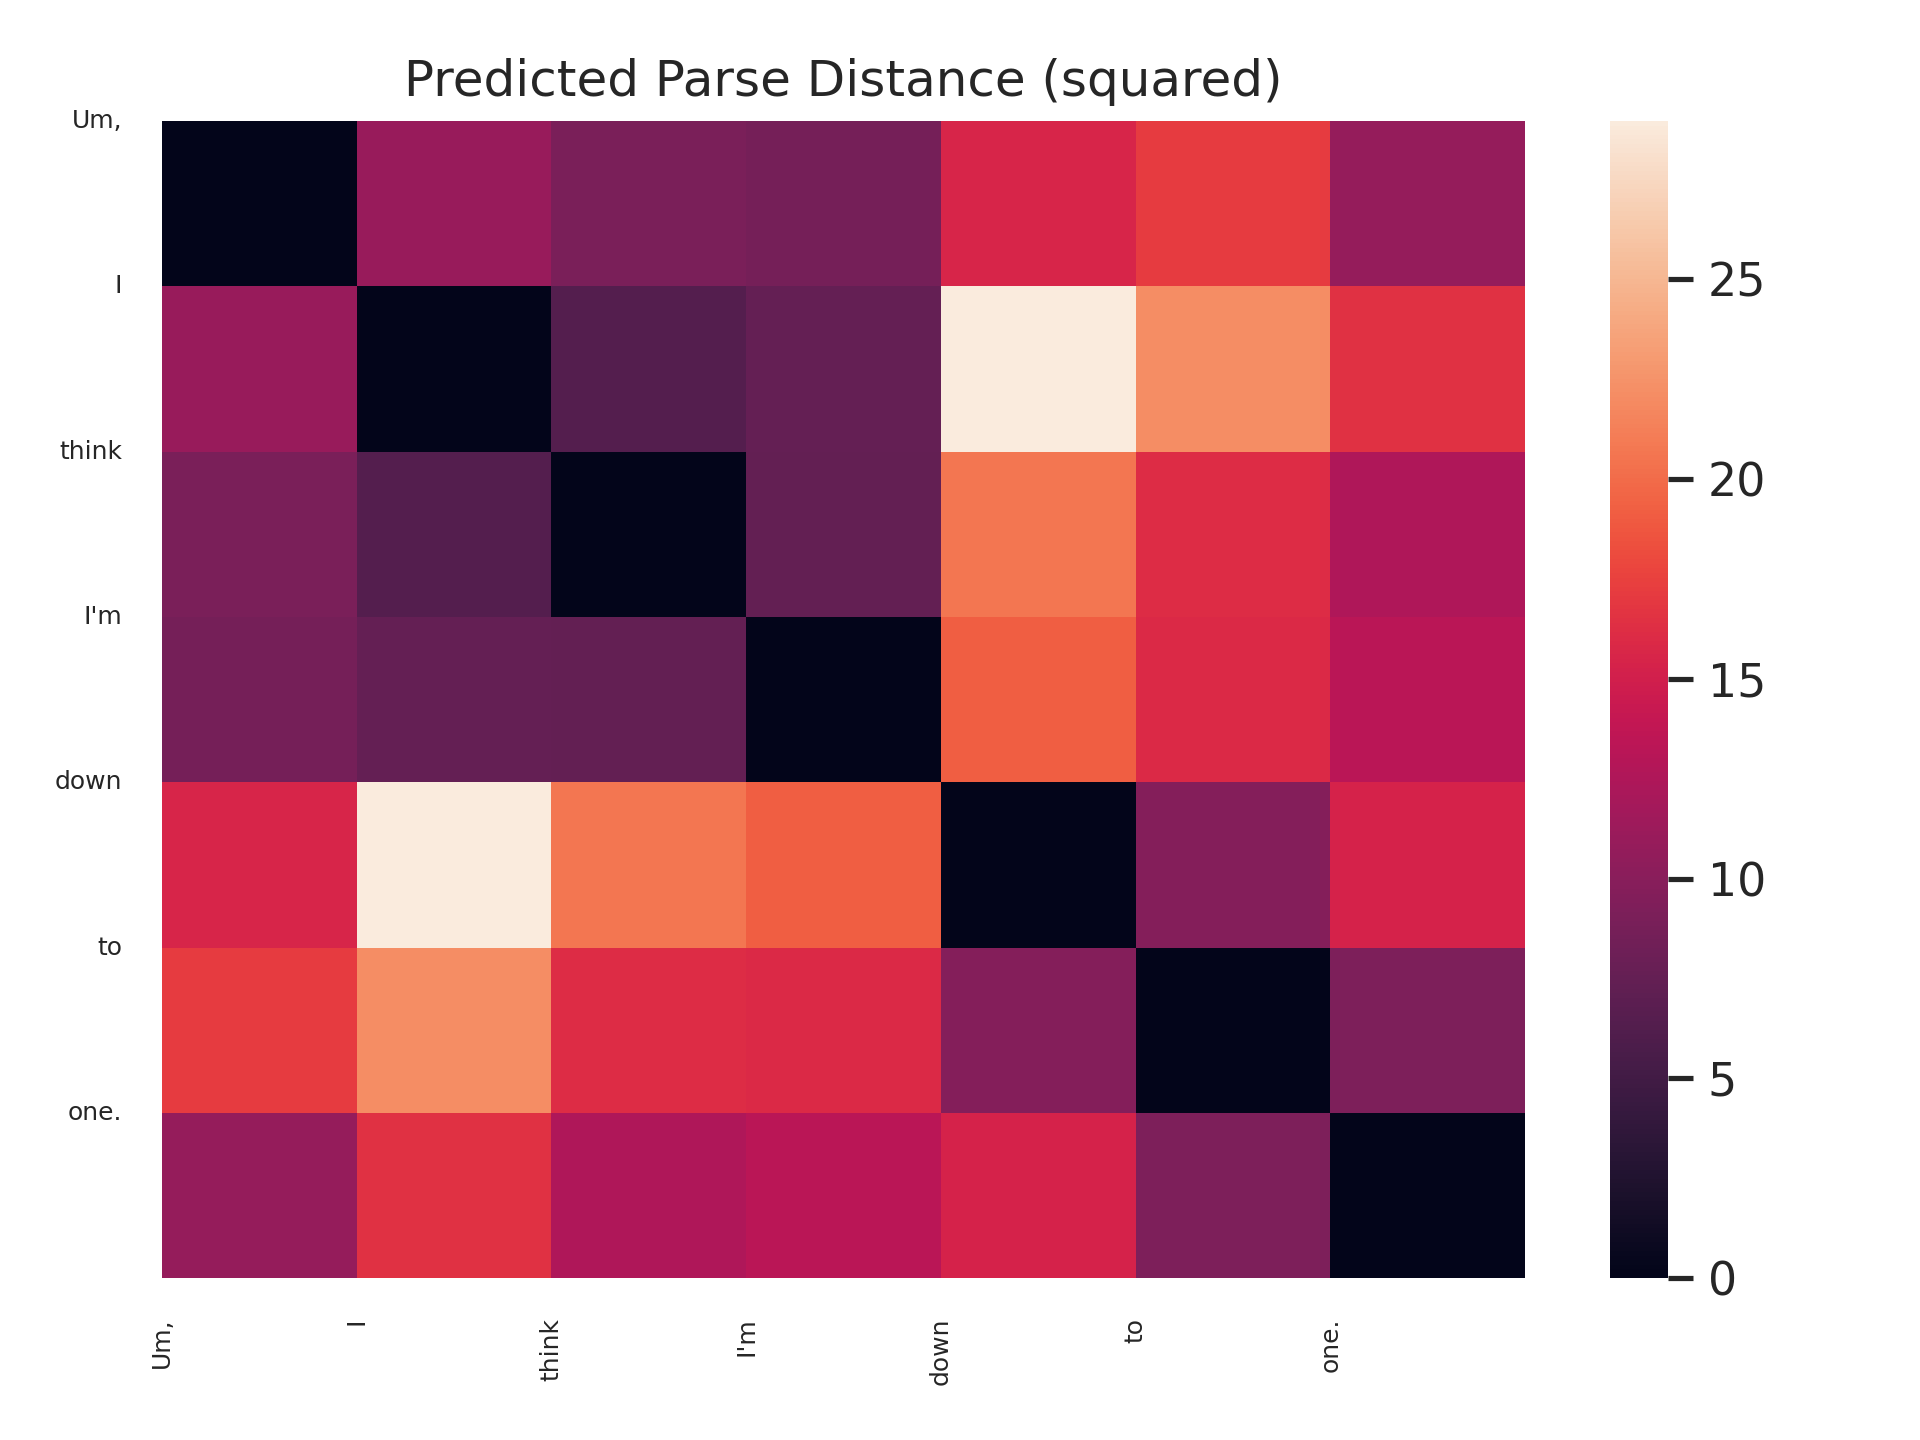 Predicted Parse Distance (squared)
Um,
I
think
I'm
down
to
one.
Um,
I
think
I'm
down
to
one.
25
20
15
10
5
0